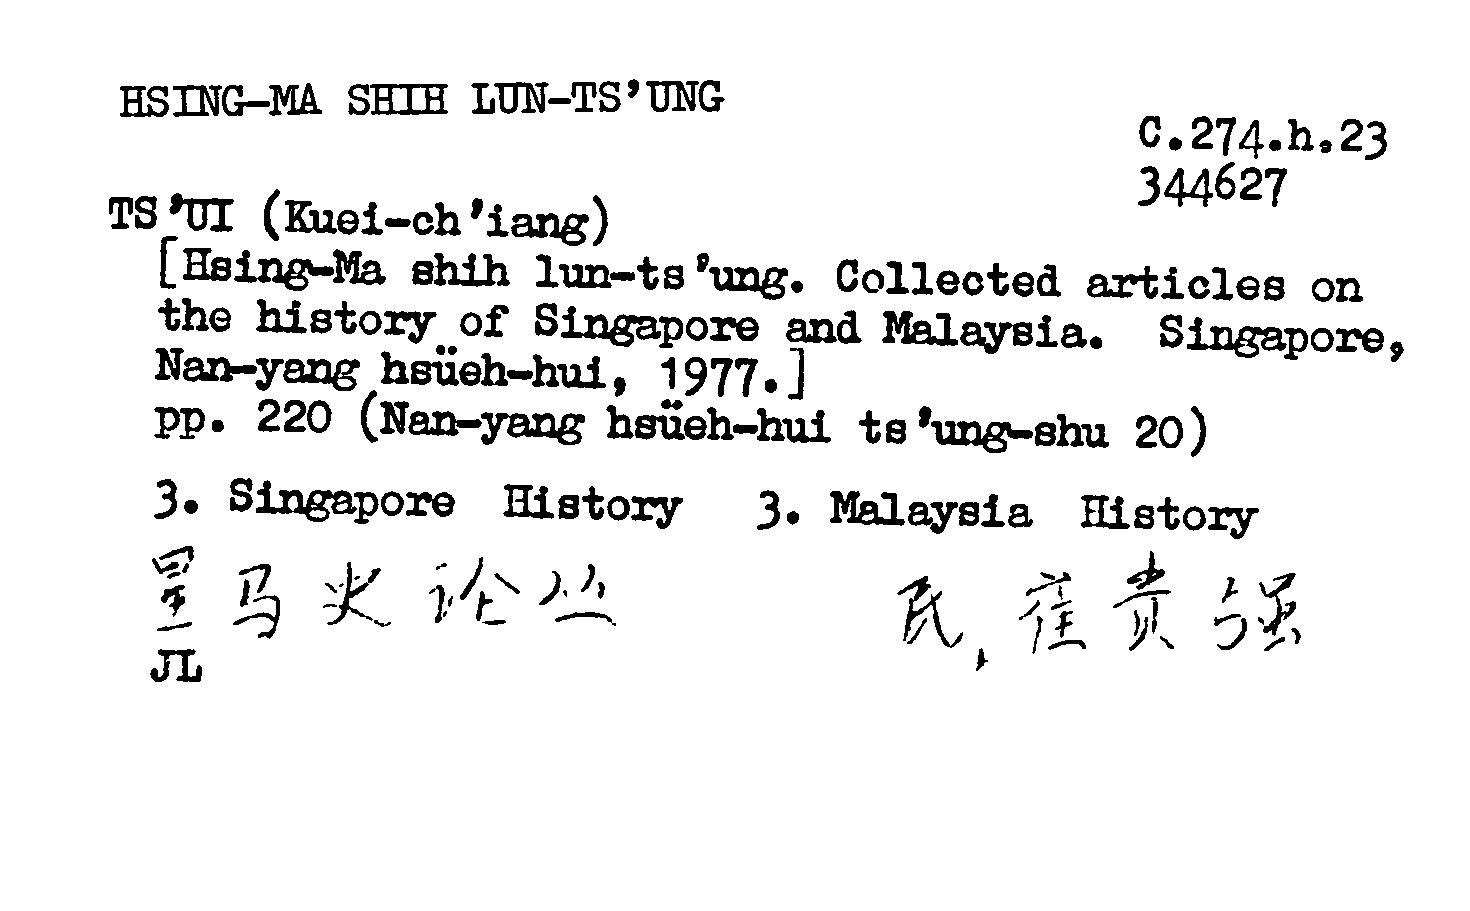 HSING-MA SHIH LUN-TS'UNG
C.274.h.23
344627
TS'UI (Kuei-ch'iang)
[Hsing-Ma shih lun-ts'ung. Collected articles on
the history of Singapore and Malaysia. Singapore,
Nan-yang hsüeh-hui, 1977.]
pp. 220 (Nan-yang hsüeh-hui ts'ung-shu 20)
3. Singapore History 3. Malaysia History
星马史论丛 民, 崔贵强
JL